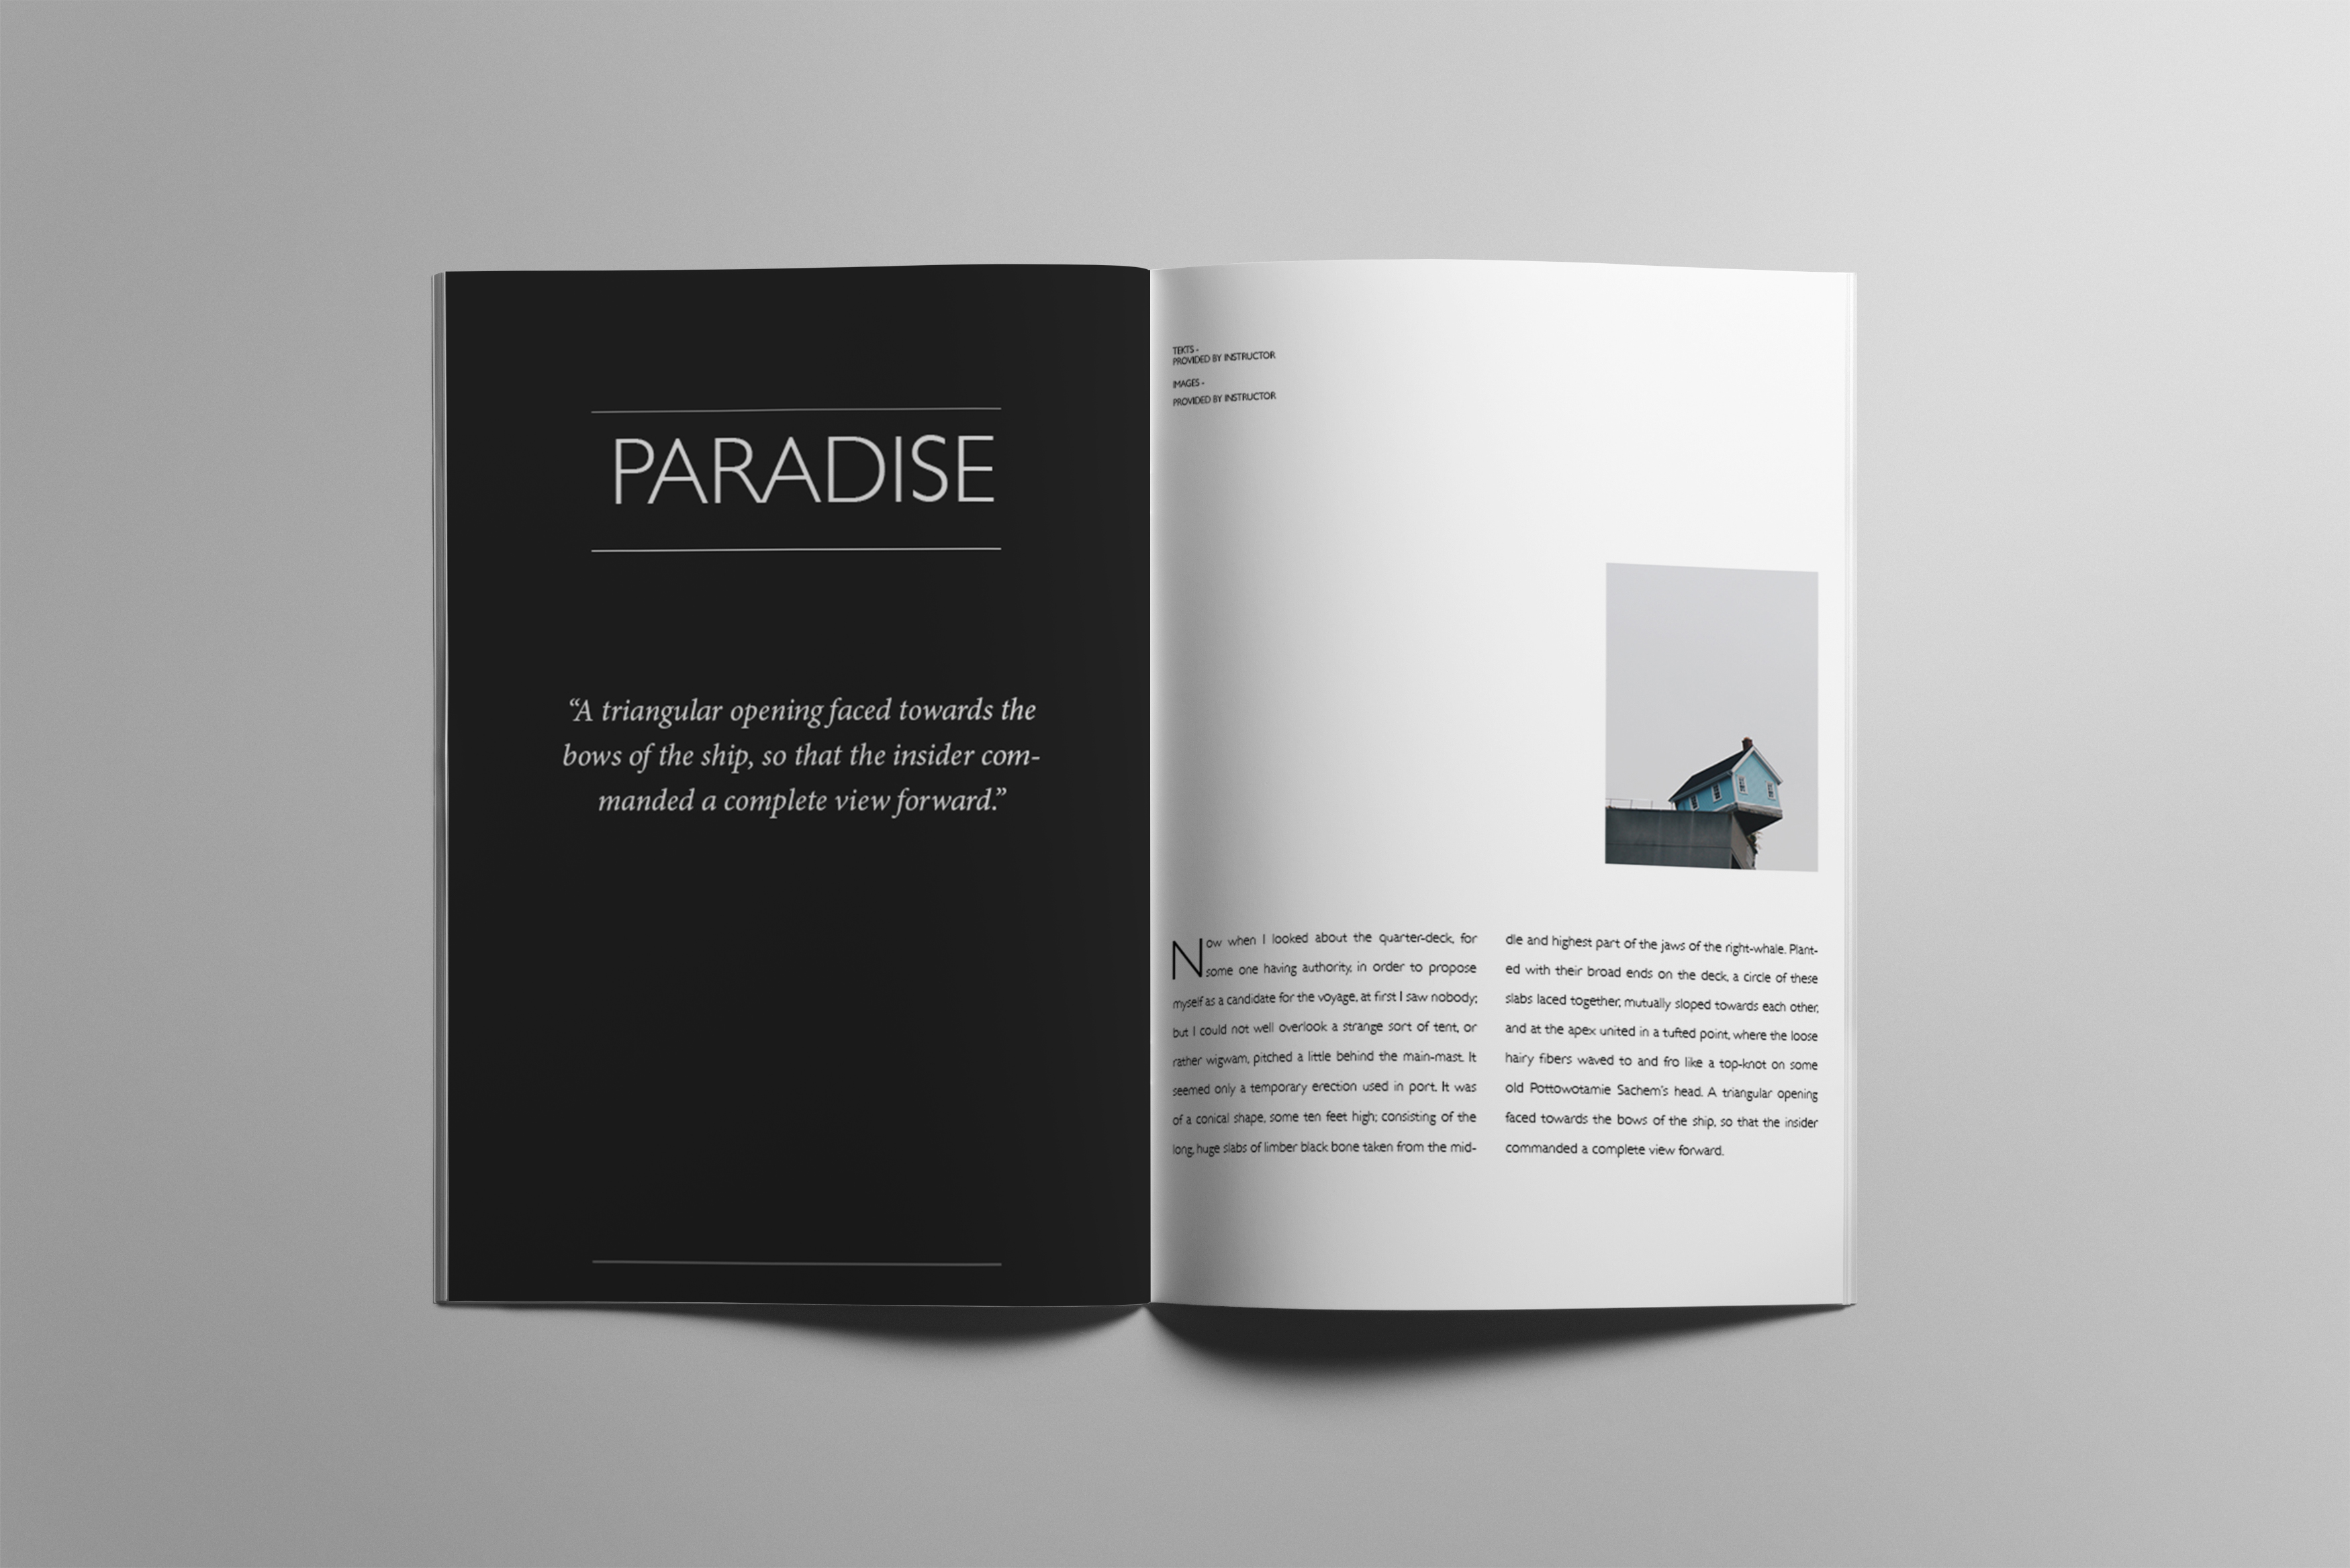 PARADISE
“A triangular opening faced towards the
bows of the ship, so that the insider com-
manded a complete view forward.”
TEKTS -
PROVIDED BY INSTRUCTOR
IMAGES -
PROVIDED BY INSTRUCTOR
Now when I looked about the quarter-deck, for
some one having authority, in order to propose
myself as a candidate for the voyage, at first I saw nobody;
but I could not well overlook a strange sort of tent, or
rather wigwam, pitched a little behind the main-mast. It
seemed only a temporary erection used in port. It was
of a conical shape, some ten feet high; consisting of the
long, huge slabs of limber black bone taken from the mid-
dle and highest part of the jaws of the right-whale. Plant-
ed with their broad ends on the deck, a circle of these
slabs laced together, mutually sloped towards each other,
and at the apex united in a tufted point, where the loose
hairy fibers waved to and fro like a top-knot on some
old Pottowotamie Sachem’s head. A triangular opening
faced towards the bows of the ship, so that the insider
commanded a complete view forward.